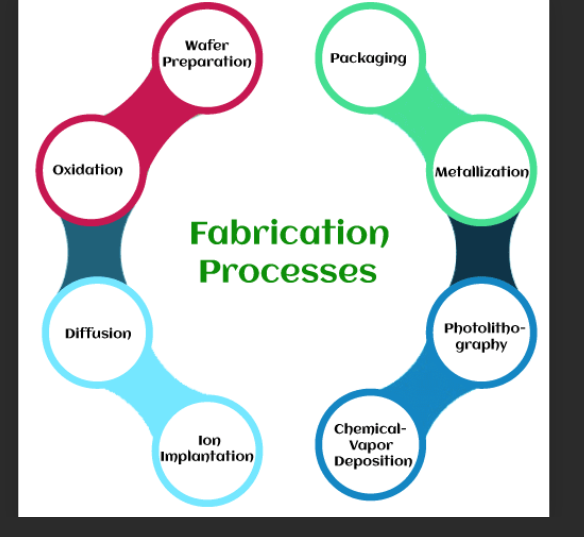 Wafer
Preparation
Oxidation
Diffusion
Ion
Implantation
Chemical-
Vapor
Deposition
Photolitho-
graphy
Metallization
Packaging
Fabrication
Processes